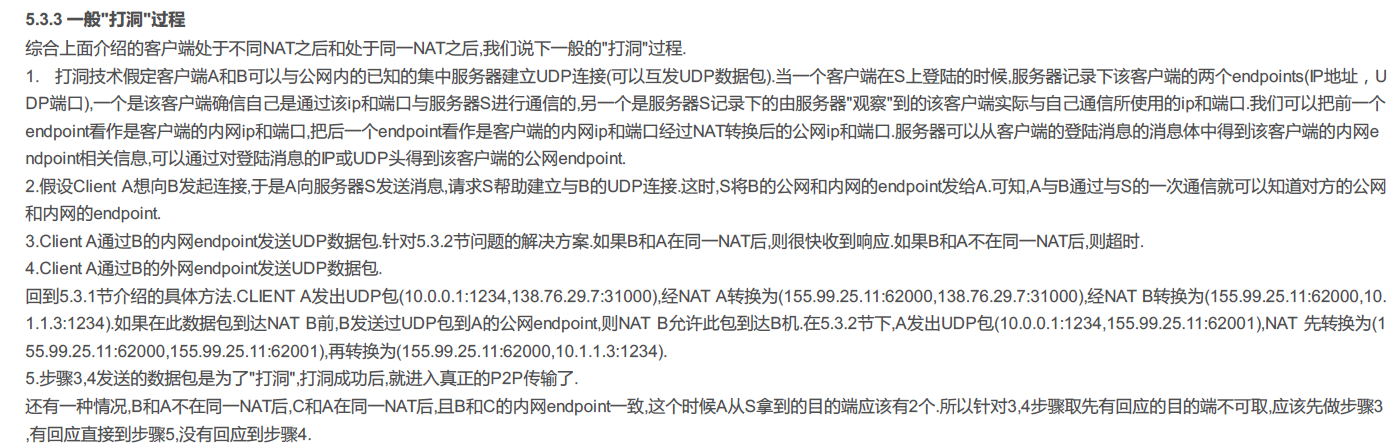 5.3.3 一般"打洞"过程
综合上面介绍的客户端处于不同NAT之后和处于同一NAT之后,我们说下一般的"打洞"过程.
1. 打洞技术假定客户端A和B可以与公网内的已知的集中服务器建立UDP连接(可以互发UDP数据包).当一个客户端在S上登陆的时候,服务器记录下该客户端的两个endpoints(IP地址，U
DP端口),一个是该客户端确信自己是通过该ip和端口与服务器S进行通信的,另一个是服务器S记录下的由服务器"观察"到的该客户端实际与自己通信所使用的ip和端口.我们可以把前一个
endpoint看作是客户端的内网ip和端口,把后一个endpoint看作是客户端的内网ip和端口经过NAT转换后的公网ip和端口.服务器可以从客户端的登陆消息的消息体中得到该客户端的内网e
ndpoint相关信息,可以通过对登陆消息的IP或UDP头得到该客户端的公网endpoint.
2.假设Client A想向B发起连接,于是A向服务器S发送消息,请求S帮助建立与B的UDP连接.这时,S将B的公网和内网的endpoint发给A.可知,A与B通过与S的一次通信就可以知道对方的公网
和内网的endpoint.
3.Client A通过B的内网endpoint发送UDP数据包.针对5.3.2节问题的解决方案.如果B和A在同一NAT后,则很快收到响应.如果B和A不在同一NAT后,则超时.
4.Client A通过B的外网endpoint发送UDP数据包.
回到5.3.1节介绍的具体方法.CLIENT A发出UDP包(10.0.0.1:1234,138.76.29.7:31000),经NAT A转换为(155.99.25.11:62000,138.76.29.7:31000),经NAT B转换为(155.99.25.11:62000,10.
1.1.3:1234).如果在此数据包到达NAT B前,B发送过UDP包到A的公网endpoint,则NAT B允许此包到达B机.在5.3.2节下,A发出UDP包(10.0.0.1:1234,155.99.25.11:62001),NAT 先转换为(1
55.99.25.11:62000,155.99.25.11:62001),再转换为(155.99.25.11:62000,10.1.1.3:1234).
5.步骤3,4发送的数据包是为了"打洞",打洞成功后,就进入真正的P2P传输了.
还有一种情况,B和A不在同一NAT后,C和A在同一NAT后,且B和C的内网endpoint一致,这个时候A从S拿到的目的端应该有2个.所以针对3,4步骤取先有回应的目的端不可取,应该先做步骤3
,有回应直接到步骤5,没有回应到步骤4.